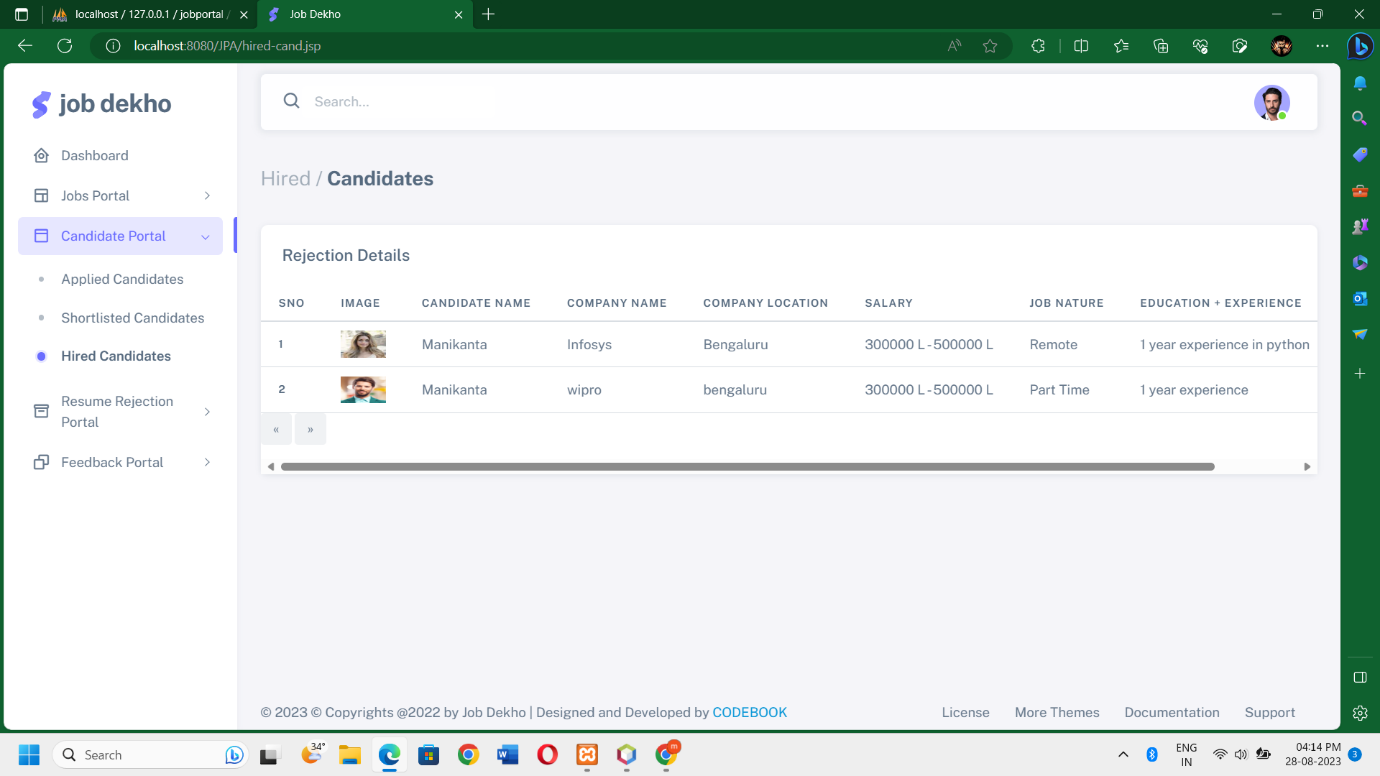 localhost / 127.0.0.1 / jobportal /
Job Dekho
localhost:8080/JPA/hired-cand.jsp
job dekho
Search...
Dashboard
Jobs Portal
Candidate Portal
Applied Candidates
Shortlisted Candidates
Hired Candidates
Resume Rejection
Portal
Feedback Portal
Hired / Candidates
Rejection Details
SNO IMAGE CANDIDATE NAME COMPANY NAME COMPANY LOCATION SALARY JOB NATURE EDUCATION + EXPERIENCE
1 Manikanta Infosys Bengaluru 300000 L - 500000 L Remote 1 year experience in python
2 Manikanta wipro bengaluru 300000 L - 500000 L Part Time 1 year experience
« »
© 2023 © Copyrights @2022 by Job Dekho | Designed and Developed by CODEBOOK License More Themes Documentation Support
34°
Search
m
ENG
IN
04:14 PM
28-08-2023
3